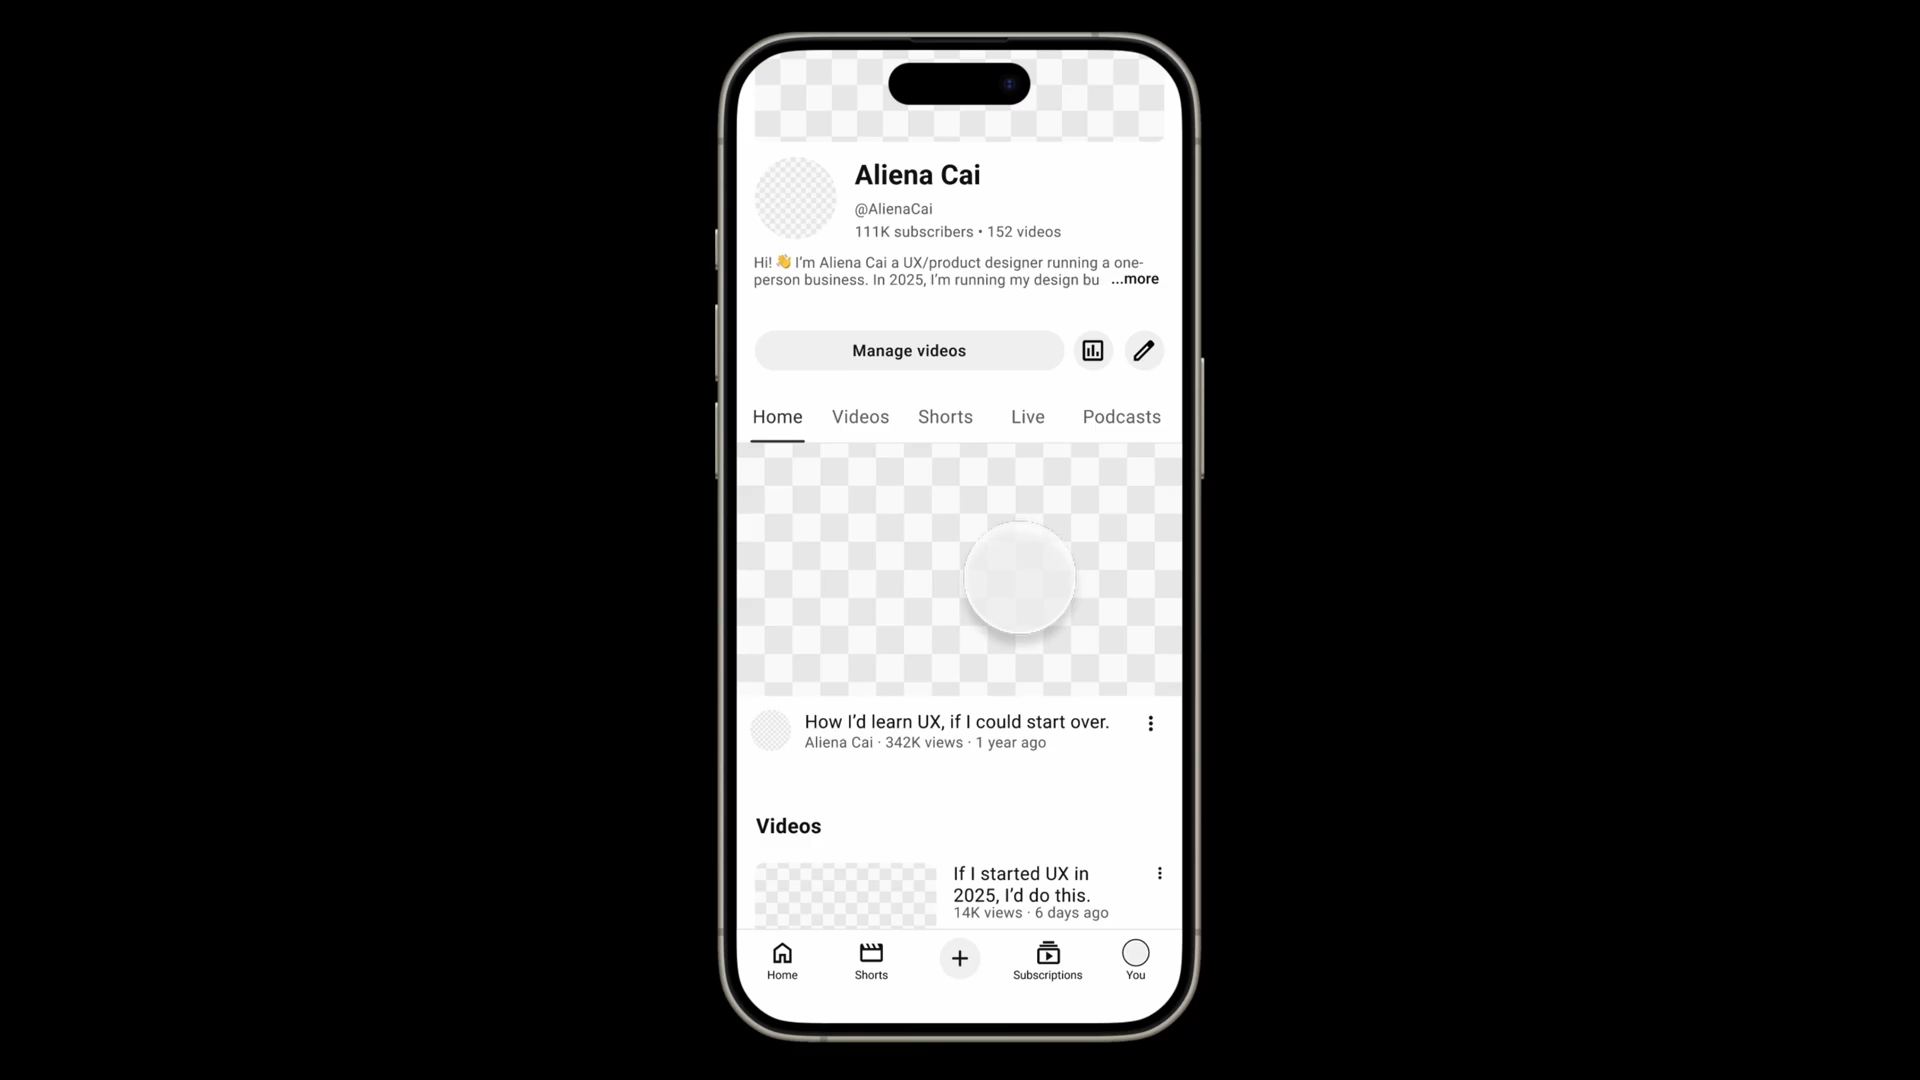 Aliena Cai
@AlienaCai
111K subscribers • 152 videos
Hi! 👋 I’m Aliena Cai a UX/product designer running a one-
person business. In 2025, I’m running my design bu ...more
Manage videos
Home Videos Shorts Live Podcasts
How I’d learn UX, if I could start over.
Aliena Cai · 342K views · 1 year ago
Videos
If I started UX in
2025, I’d do this.
14K views · 6 days ago
Home Shorts Subscriptions You